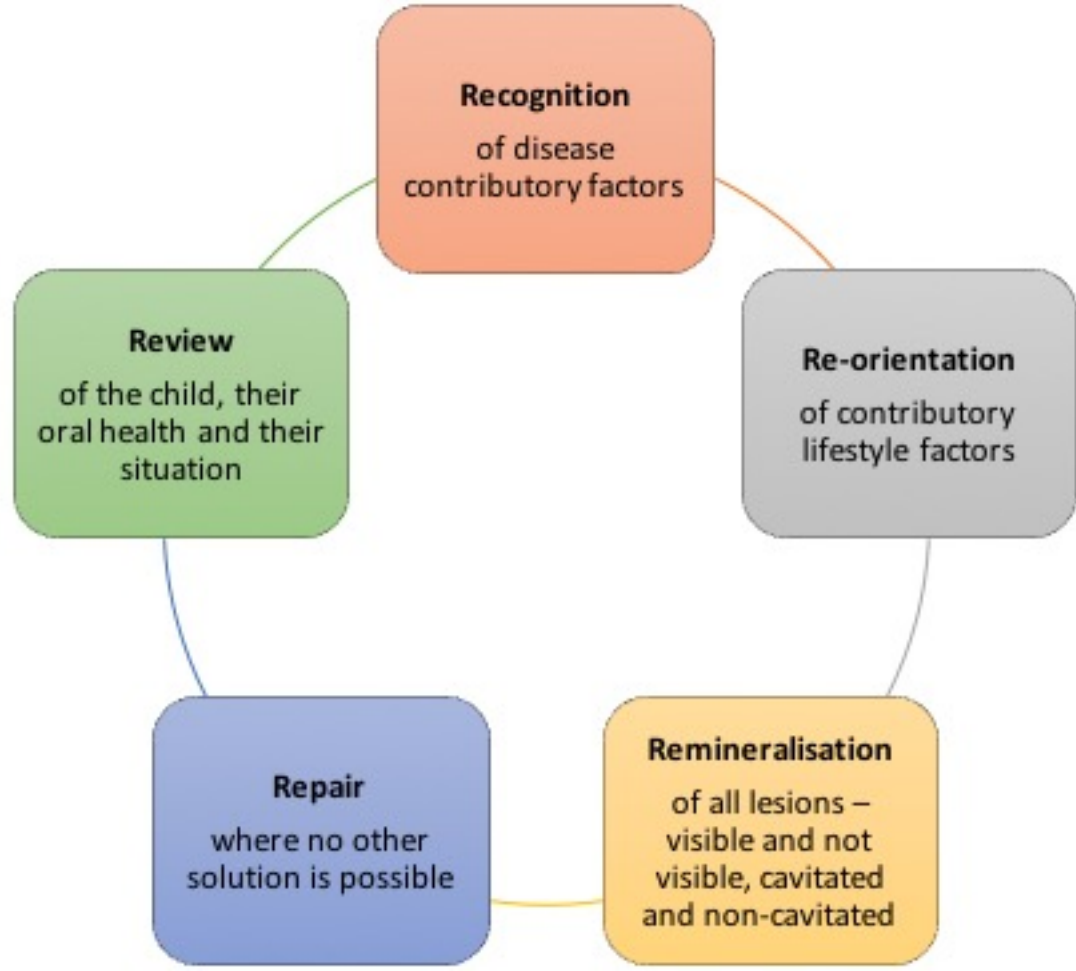 Recognition
of disease
contributory factors
Re-orientation
of contributory
lifestyle factors
Remineralisation
of all lesions –
visible and not
visible, cavitated
and non-cavitated
Repair
where no other
solution is possible
Review
of the child, their
oral health and their
situation